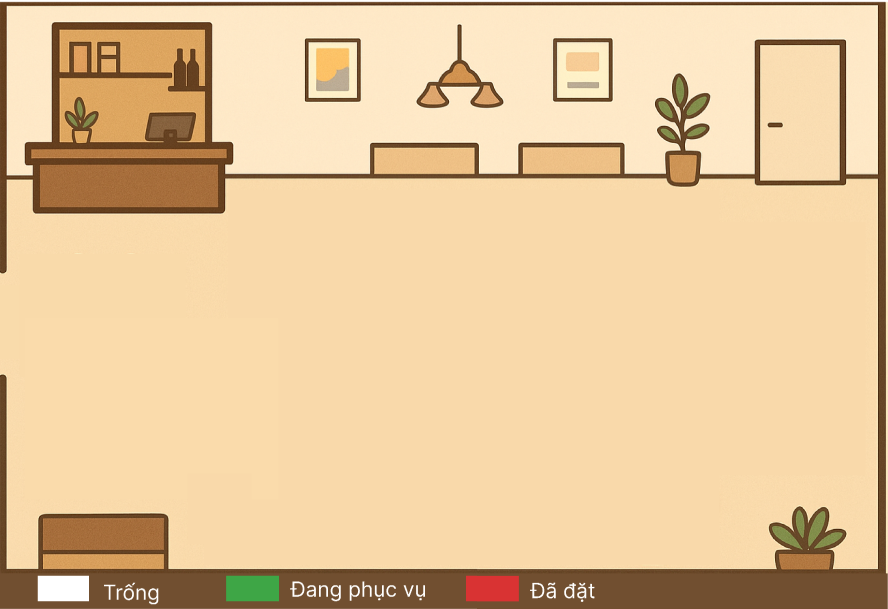 Trống
Đang phục vụ
Đã đặt